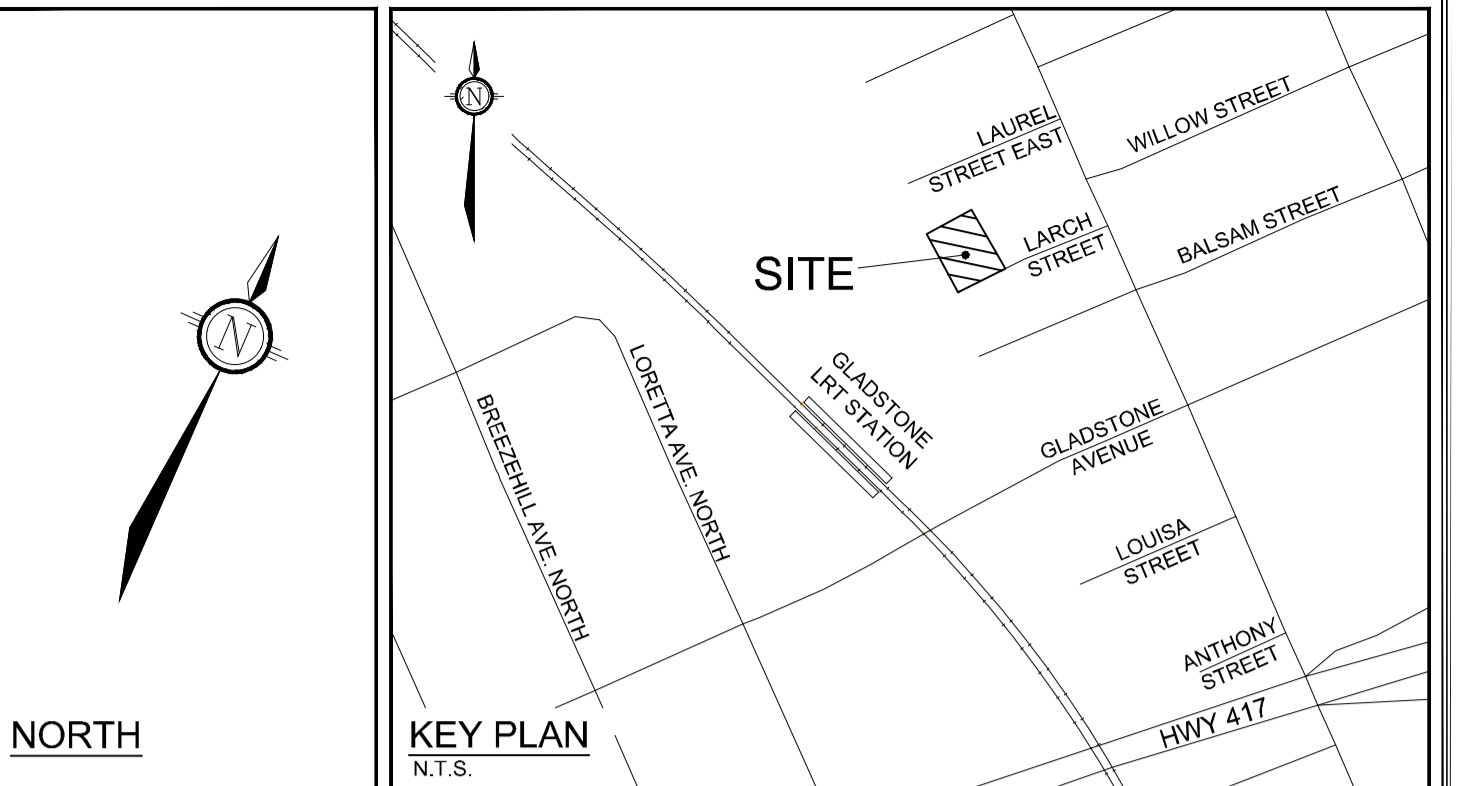 N
NORTH
N
LAUREL
STREET EAST
WILLOW STREET
LARCH
STREET
BALSAM STREET
SITE
GLADSTONE
LRT STATION
LORETTA AVE. NORTH
BREEZEHILL AVE. NORTH
GLADSTONE
AVENUE
LOUISA
STREET
ANTHONY
STREET
HWY 417
KEY PLAN
N.T.S.